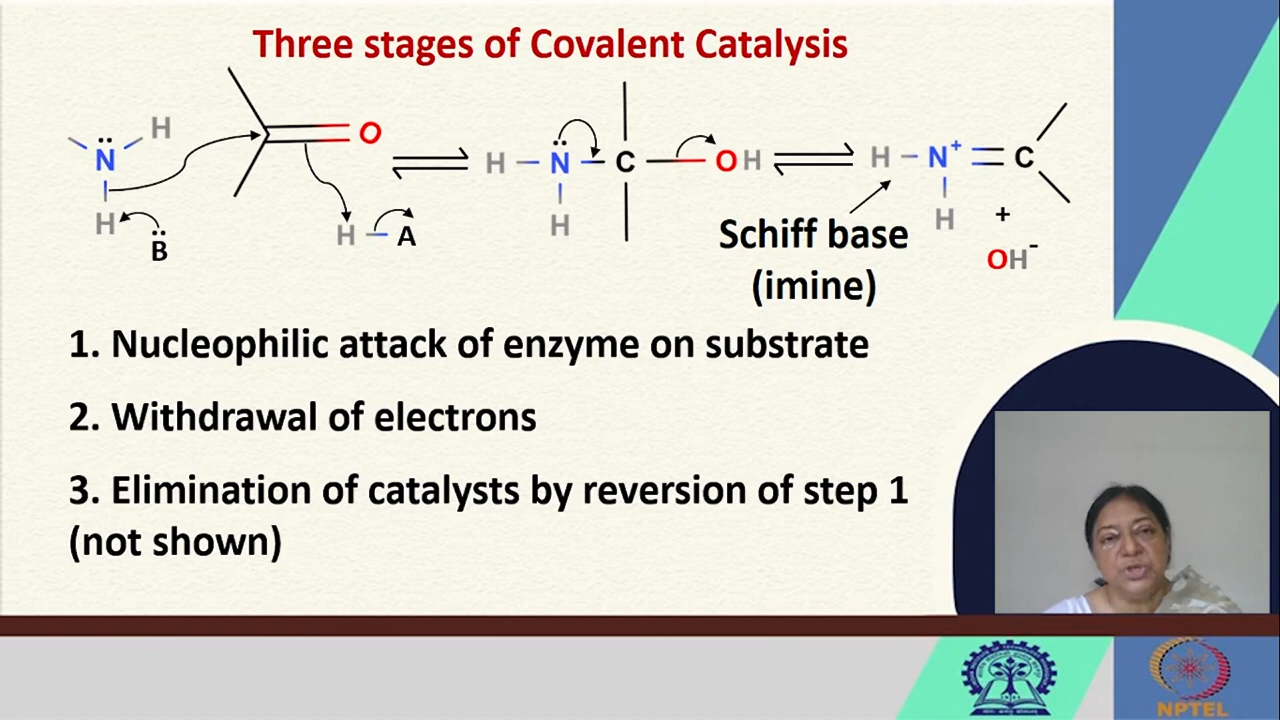 Three stages of Covalent Catalysis
N H H B
O
H A
H N C OH
H
H N+ C
H
+
OH-
Schiff base
(imine)
1. Nucleophilic attack of enzyme on substrate
2. Withdrawal of electrons
3. Elimination of catalysts by reversion of step 1
(not shown)
NPTEL